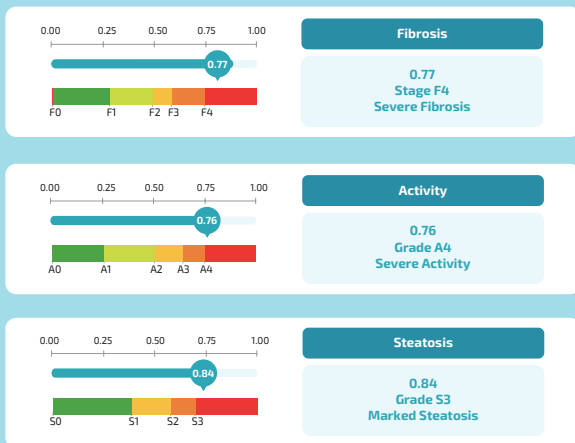 0.00 0.25 0.50 0.75 1.00
0.77
F0 F1 F2 F3 F4
Fibrosis
0.77
Stage F4
Severe Fibrosis
0.00 0.25 0.50 0.75 1.00
0.76
A0 A1 A2 A3 A4
Activity
0.76
Grade A4
Severe Activity
0.00 0.25 0.50 0.75 1.00
0.84
S0 S1 S2 S3
Steatosis
0.84
Grade S3
Marked Steatosis